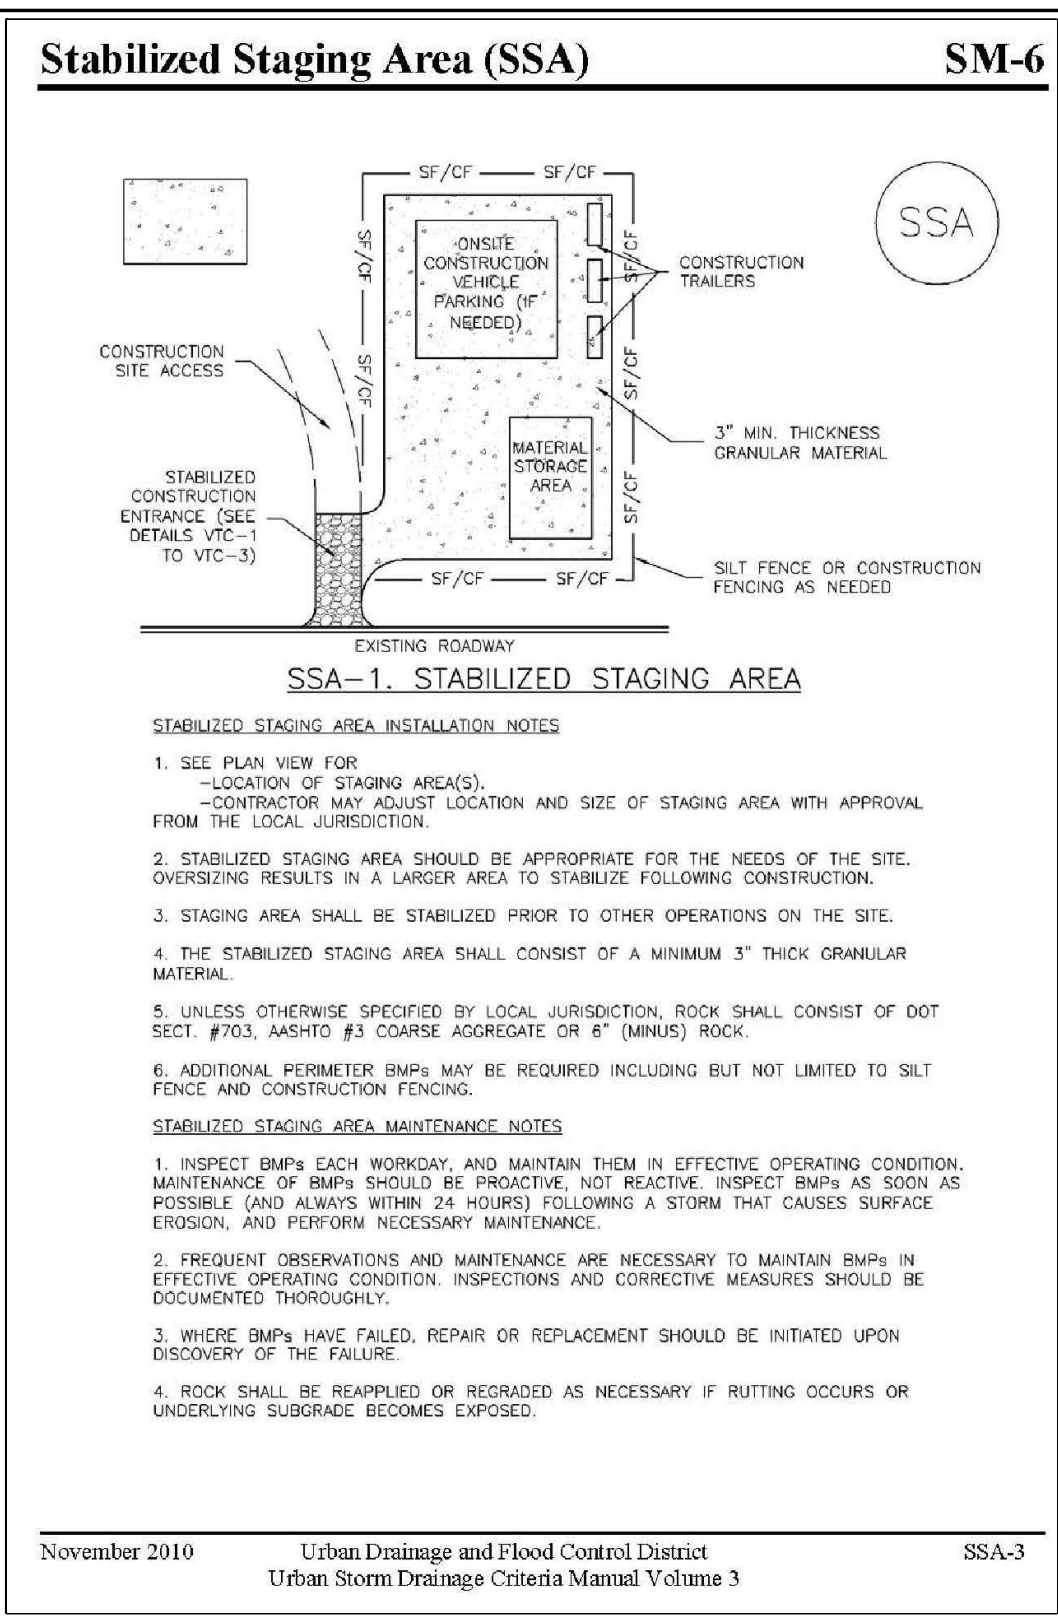 Stabilized Staging Area (SSA) SM-6
SF/CF SF/CF
SSA
SF/CF
SF/CF
ONSITE
CONSTRUCTION
VEHICLE
PARKING (IF
NEEDED)
CONSTRUCTION
TRAILERS
CONSTRUCTION
SITE ACCESS
SF/CF
SF/CF
3" MIN. THICKNESS
GRANULAR MATERIAL
MATERIAL
STORAGE
AREA
STABILIZED
CONSTRUCTION
ENTRANCE (SEE
DETAILS VTC-1
TO VTC-3)
SF/CF
SF/CF SF/CF
SILT FENCE OR CONSTRUCTION
FENCING AS NEEDED
EXISTING ROADWAY
SSA-1. STABILIZED STAGING AREA
STABILIZED STAGING AREA INSTALLATION NOTES
1. SEE PLAN VIEW FOR
-LOCATION OF STAGING AREA(S).
-CONTRACTOR MAY ADJUST LOCATION AND SIZE OF STAGING AREA WITH APPROVAL
FROM THE LOCAL JURISDICTION.
2. STABILIZED STAGING AREA SHOULD BE APPROPRIATE FOR THE NEEDS OF THE SITE.
OVERSIZING RESULTS IN A LARGER AREA TO STABILIZE FOLLOWING CONSTRUCTION.
3. STAGING AREA SHALL BE STABILIZED PRIOR TO OTHER OPERATIONS ON THE SITE.
4. THE STABILIZED STAGING AREA SHALL CONSIST OF A MINIMUM 3" THICK GRANULAR
MATERIAL.
5. UNLESS OTHERWISE SPECIFIED BY LOCAL JURISDICTION, ROCK SHALL CONSIST OF DOT
SECT. #703, AASHTO #3 COARSE AGGREGATE OR 6" (MINUS) ROCK.
6. ADDITIONAL PERIMETER BMPs MAY BE REQUIRED INCLUDING BUT NOT LIMITED TO SILT
FENCE AND CONSTRUCTION FENCING.
STABILIZED STAGING AREA MAINTENANCE NOTES
1. INSPECT BMPs EACH WORKDAY, AND MAINTAIN THEM IN EFFECTIVE OPERATING CONDITION.
MAINTENANCE OF BMPs SHOULD BE PROACTIVE, NOT REACTIVE. INSPECT BMPs AS SOON AS
POSSIBLE (AND ALWAYS WITHIN 24 HOURS) FOLLOWING A STORM THAT CAUSES SURFACE
EROSION, AND PERFORM NECESSARY MAINTENANCE.
2. FREQUENT OBSERVATIONS AND MAINTENANCE ARE NECESSARY TO MAINTAIN BMPs IN
EFFECTIVE OPERATING CONDITION. INSPECTIONS AND CORRECTIVE MEASURES SHOULD BE
DOCUMENTED THOROUGHLY.
3. WHERE BMPs HAVE FAILED, REPAIR OR REPLACEMENT SHOULD BE INITIATED UPON
DISCOVERY OF THE FAILURE.
4. ROCK SHALL BE REAPPLIED OR REGRADED AS NECESSARY IF RUTTING OCCURS OR
UNDERLYING SUBGRADE BECOMES EXPOSED.
November 2010 Urban Drainage and Flood Control District SSA-3
Urban Storm Drainage Criteria Manual Volume 3